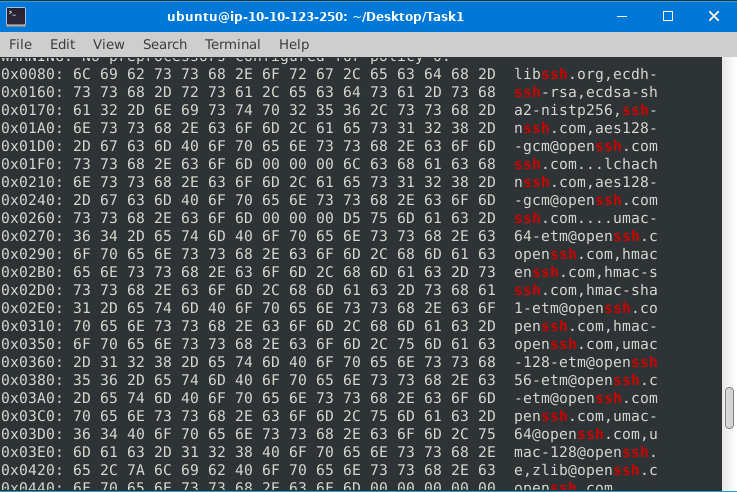 ubuntu@ip-10-10-123-250: ~/Desktop/Task1
File Edit View Search Terminal Help
WARNING: No preprocessors configured for policy 0.
0x0080: 6C 69 62 73 73 68 2E 6F 72 67 2C 65 63 64 68 2D libssh.org,ecdh-
0x0160: 73 73 68 2D 72 73 61 2C 65 63 64 73 61 2D 73 68 ssh-rsa,ecdsa-sh
0x0170: 61 32 2D 6E 69 73 74 70 32 35 36 2C 73 73 68 2D a2-nistp256,ssh-
0x01A0: 6E 73 73 68 2E 63 6F 6D 2C 61 65 73 31 32 38 2D nssh.com,aes128-
0x01D0: 2D 67 63 6D 40 6F 70 65 6E 73 73 68 2E 63 6F 6D -gcm@openssh.com
0x01F0: 73 73 68 2E 63 6F 6D 00 00 00 6C 63 68 61 63 68 ssh.com...lchach
0x0210: 6E 73 73 68 2E 63 6F 6D 2C 61 65 73 31 32 38 2D nssh.com,aes128-
0x0240: 2D 67 63 6D 40 6F 70 65 6E 73 73 68 2E 63 6F 6D -gcm@openssh.com
0x0260: 73 73 68 2E 63 6F 6D 00 00 00 D5 75 6D 61 63 2D ssh.com....umac-
0x0270: 36 34 2D 65 74 6D 40 6F 70 65 6E 73 73 68 2E 63 64-etm@openssh.c
0x0290: 6F 70 65 6E 73 73 68 2E 63 6F 6D 2C 68 6D 61 63 openssh.com,hmac
0x02B0: 65 6E 73 73 68 2E 63 6F 6D 2C 68 6D 61 63 2D 73 enssh.com,hmac-s
0x02D0: 73 73 68 2E 63 6F 6D 2C 68 6D 61 63 2D 73 68 61 ssh.com,hmac-sha
0x02E0: 31 2D 65 74 6D 40 6F 70 65 6E 73 73 68 2E 63 6F 1-etm@openssh.co
0x0310: 70 65 6E 73 73 68 2E 63 6F 6D 2C 68 6D 61 63 2D penssh.com,hmac-
0x0350: 6F 70 65 6E 73 73 68 2E 63 6F 6D 2C 75 6D 61 63 openssh.com,umac
0x0360: 2D 31 32 38 2D 65 74 6D 40 6F 70 65 6E 73 73 68 -128-etm@openssh
0x0380: 35 36 2D 65 74 6D 40 6F 70 65 6E 73 73 68 2E 63 56-etm@openssh.c
0x03A0: 2D 65 74 6D 40 6F 70 65 6E 73 73 68 2E 63 6F 6D -etm@openssh.com
0x03C0: 70 65 6E 73 73 68 2E 63 6F 6D 2C 75 6D 61 63 2D penssh.com,umac-
0x03D0: 36 34 40 6F 70 65 6E 73 73 68 2E 63 6F 6D 2C 75 64@openssh.com,u
0x03E0: 6D 61 63 2D 31 32 38 40 6F 70 65 6E 73 73 68 2E mac-128@openssh.
0x0420: 65 2C 7A 6C 69 62 40 6F 70 65 6E 73 73 68 2E 63 e,zlib@openssh.c
0x0440: 6F 70 65 6E 73 73 68 2E 63 6F 6D 00 00 00 00 00 openssh.com.....